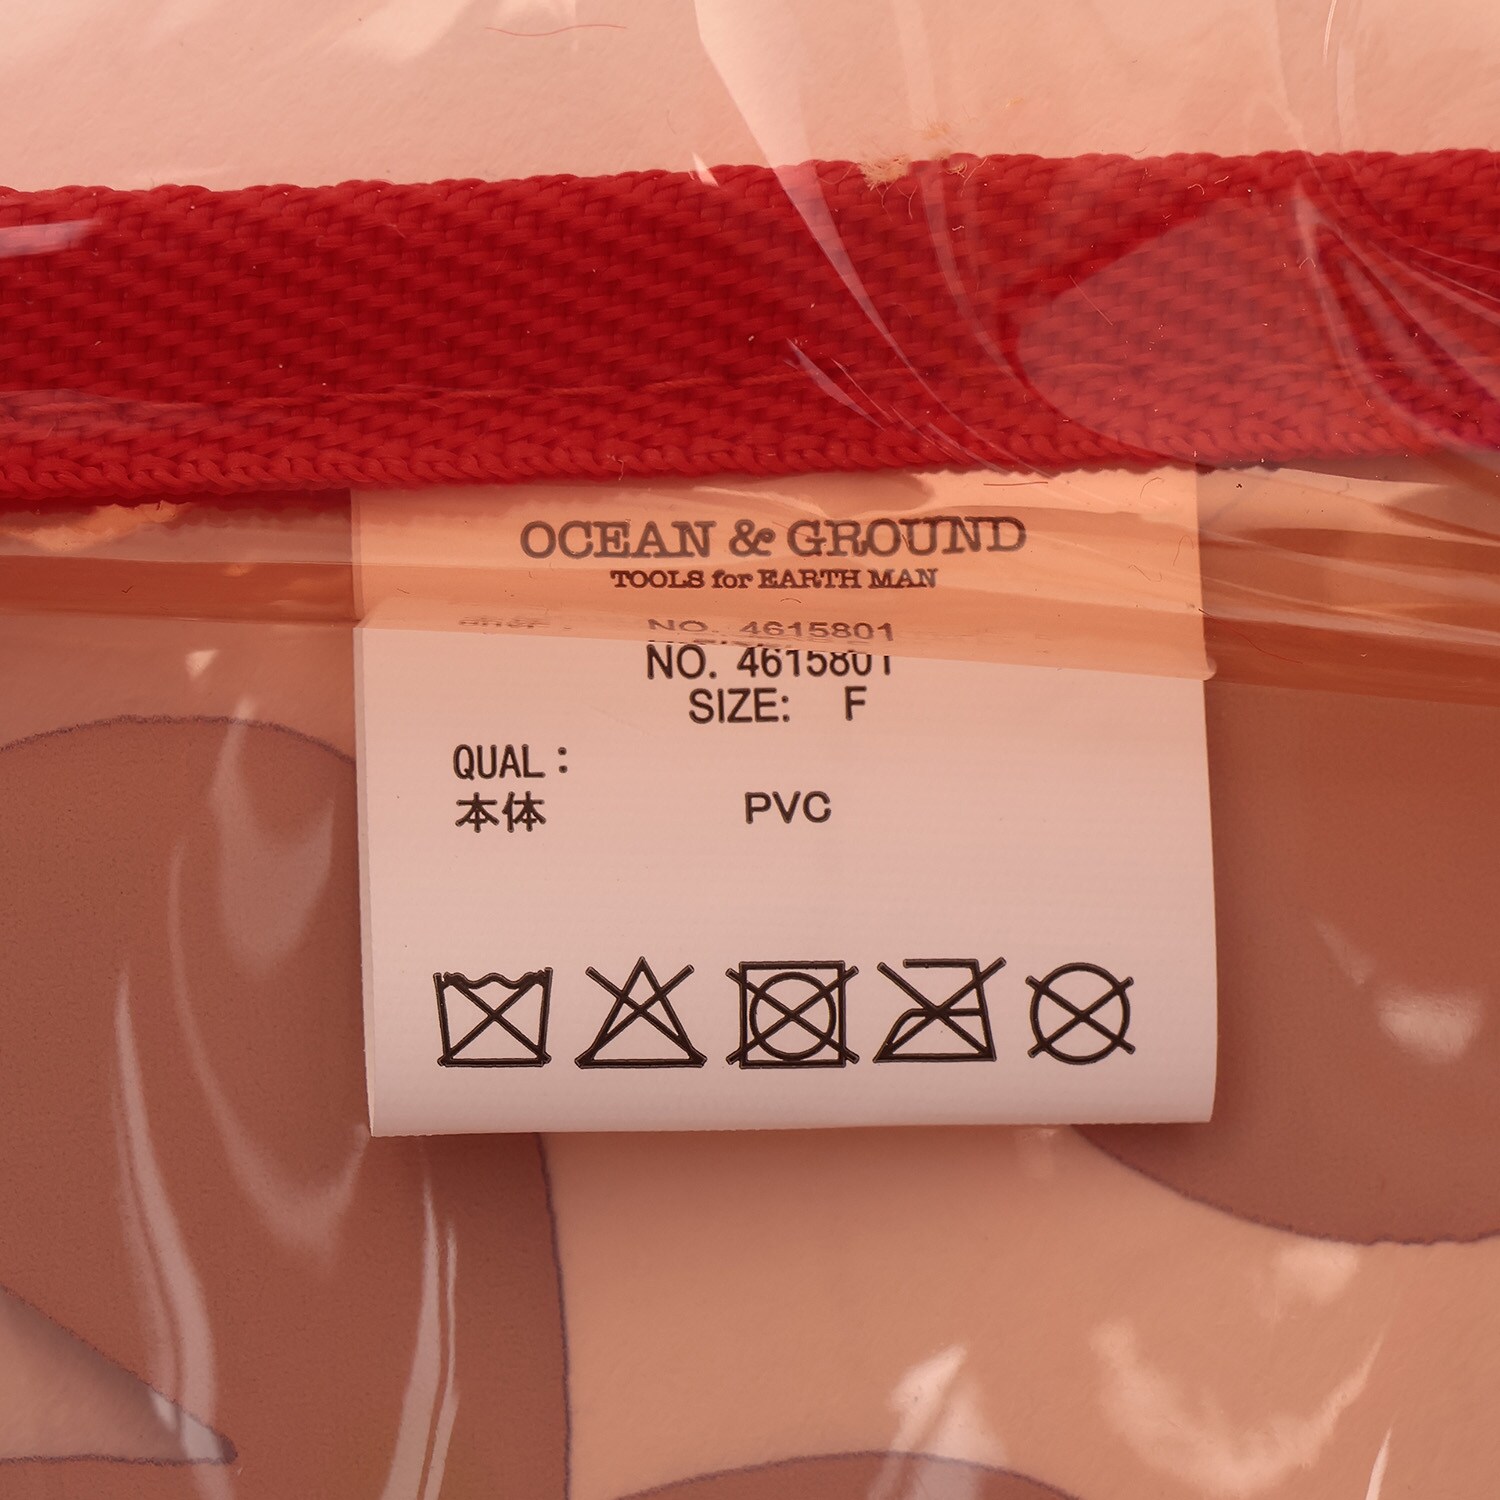 OCEAN & GROUND
TOOLS for EARTH MAN
NO. 4615801
NO. 4615801
SIZE: F
QUAL:
本体 PVC